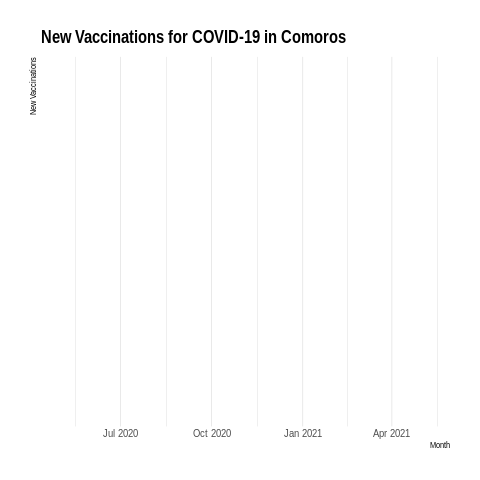 New Vaccinations for COVID-19 in Comoros
New Vaccinations
Jul 2020 Oct 2020 Jan 2021 Apr 2021
Month